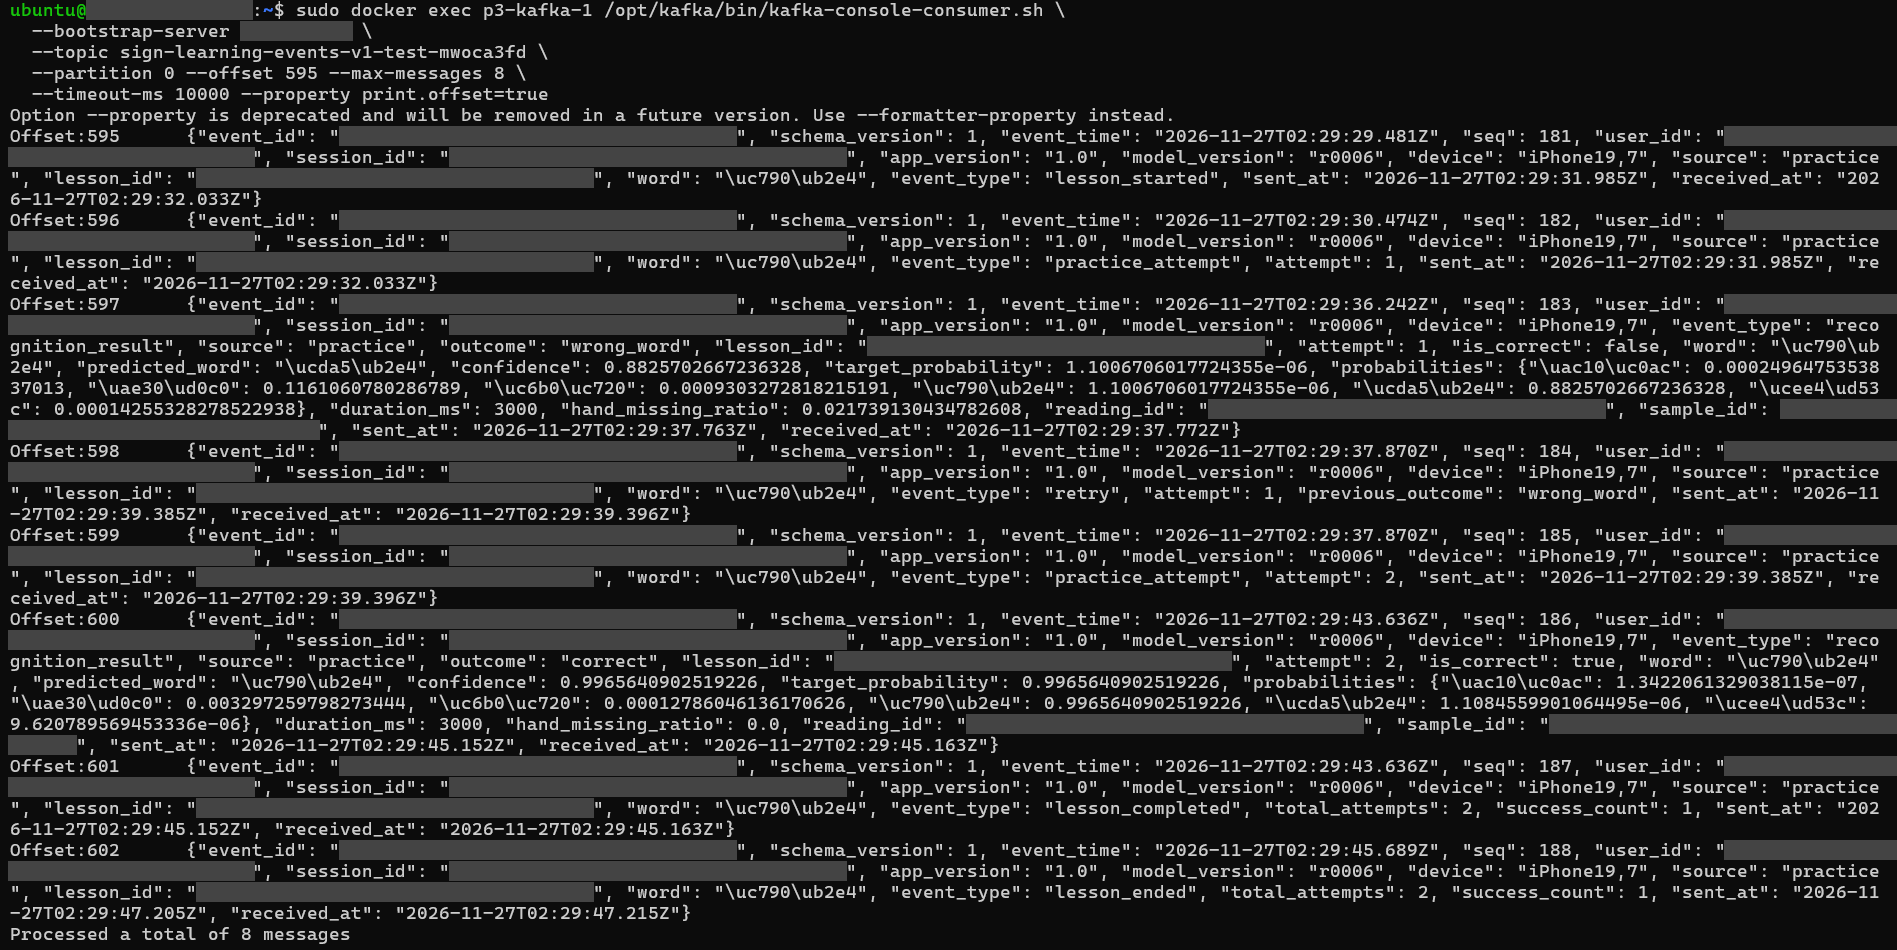 ubuntu@ :~$ sudo docker exec p3-kafka-1 /opt/kafka/bin/kafka-console-consumer.sh \
--bootstrap-server \
--topic sign-learning-events-v1-test-mwoca3fd \
--partition 0 --offset 595 --max-messages 8 \
--timeout-ms 10000 --property print.offset=true
Option --property is deprecated and will be removed in a future version. Use --formatter-property instead.
Offset:595 {"event_id": " ", "schema_version": 1, "event_time": "2026-11-27T02:29:29.481Z", "seq": 181, "user_id": "
", "session_id": " ", "app_version": "1.0", "model_version": "r0006", "device": "iPhone19,7", "source": "practice
", "lesson_id": " ", "word": "\uc790\ub2e4", "event_type": "lesson_started", "sent_at": "2026-11-27T02:29:31.985Z", "received_at": "202
6-11-27T02:29:32.033Z"}
Offset:596 {"event_id": " ", "schema_version": 1, "event_time": "2026-11-27T02:29:30.474Z", "seq": 182, "user_id": "
", "session_id": " ", "app_version": "1.0", "model_version": "r0006", "device": "iPhone19,7", "source": "practice
", "lesson_id": " ", "word": "\uc790\ub2e4", "event_type": "practice_attempt", "attempt": 1, "sent_at": "2026-11-27T02:29:31.985Z", "re
ceived_at": "2026-11-27T02:29:32.033Z"}
Offset:597 {"event_id": " ", "schema_version": 1, "event_time": "2026-11-27T02:29:36.242Z", "seq": 183, "user_id": "
", "session_id": " ", "app_version": "1.0", "model_version": "r0006", "device": "iPhone19,7", "event_type": "reco
gnition_result", "source": "practice", "outcome": "wrong_word", "lesson_id": " ", "attempt": 1, "is_correct": false, "word": "\uc790\ub
2e4", "predicted_word": "\ucda5\ub2e4", "confidence": 0.8825702667236328, "target_probability": 1.1006706017724355e-06, "probabilities": {"\uac10\uc0ac": 0.00024964753538
37013, "\uae30\ud0c0": 0.1161060780286789, "\uc6b0\uc720": 0.0009303272818215191, "\uc790\ub2e4": 1.1006706017724355e-06, "\ucda5\ub2e4": 0.8825702667236328, "\ucee4\ud53
c": 0.00014255328278522938}, "duration_ms": 3000, "hand_missing_ratio": 0.021739130434782608, "reading_id": " ", "sample_id":
", "sent_at": "2026-11-27T02:29:37.763Z", "received_at": "2026-11-27T02:29:37.772Z"}
Offset:598 {"event_id": " ", "schema_version": 1, "event_time": "2026-11-27T02:29:37.870Z", "seq": 184, "user_id": "
", "session_id": " ", "app_version": "1.0", "model_version": "r0006", "device": "iPhone19,7", "source": "practice
", "lesson_id": " ", "word": "\uc790\ub2e4", "event_type": "retry", "attempt": 1, "previous_outcome": "wrong_word", "sent_at": "2026-11
-27T02:29:39.385Z", "received_at": "2026-11-27T02:29:39.396Z"}
Offset:599 {"event_id": " ", "schema_version": 1, "event_time": "2026-11-27T02:29:37.870Z", "seq": 185, "user_id": "
", "session_id": " ", "app_version": "1.0", "model_version": "r0006", "device": "iPhone19,7", "source": "practice
", "lesson_id": " ", "word": "\uc790\ub2e4", "event_type": "practice_attempt", "attempt": 2, "sent_at": "2026-11-27T02:29:39.385Z", "re
ceived_at": "2026-11-27T02:29:39.396Z"}
Offset:600 {"event_id": " ", "schema_version": 1, "event_time": "2026-11-27T02:29:43.636Z", "seq": 186, "user_id": "
", "session_id": " ", "app_version": "1.0", "model_version": "r0006", "device": "iPhone19,7", "event_type": "reco
gnition_result", "source": "practice", "outcome": "correct", "lesson_id": " ", "attempt": 2, "is_correct": true, "word": "\uc790\ub2e4"
, "predicted_word": "\uc790\ub2e4", "confidence": 0.9965640902519226, "target_probability": 0.9965640902519226, "probabilities": {"\uac10\uc0ac": 1.3422061329038115e-07,
"\uae30\ud0c0": 0.003297259798273444, "\uc6b0\uc720": 0.00012786046136170626, "\uc790\ub2e4": 0.9965640902519226, "\ucda5\ub2e4": 1.1084559901064495e-06, "\ucee4\ud53c":
9.620789569453336e-06}, "duration_ms": 3000, "hand_missing_ratio": 0.0, "reading_id": " ", "sample_id": "
", "sent_at": "2026-11-27T02:29:45.152Z", "received_at": "2026-11-27T02:29:45.163Z"}
Offset:601 {"event_id": " ", "schema_version": 1, "event_time": "2026-11-27T02:29:43.636Z", "seq": 187, "user_id": "
", "session_id": " ", "app_version": "1.0", "model_version": "r0006", "device": "iPhone19,7", "source": "practice
", "lesson_id": " ", "word": "\uc790\ub2e4", "event_type": "lesson_completed", "total_attempts": 2, "success_count": 1, "sent_at": "202
6-11-27T02:29:45.152Z", "received_at": "2026-11-27T02:29:45.163Z"}
Offset:602 {"event_id": " ", "schema_version": 1, "event_time": "2026-11-27T02:29:45.689Z", "seq": 188, "user_id": "
", "session_id": " ", "app_version": "1.0", "model_version": "r0006", "device": "iPhone19,7", "source": "practice
", "lesson_id": " ", "word": "\uc790\ub2e4", "event_type": "lesson_ended", "total_attempts": 2, "success_count": 1, "sent_at": "2026-11
-27T02:29:47.205Z", "received_at": "2026-11-27T02:29:47.215Z"}
Processed a total of 8 messages